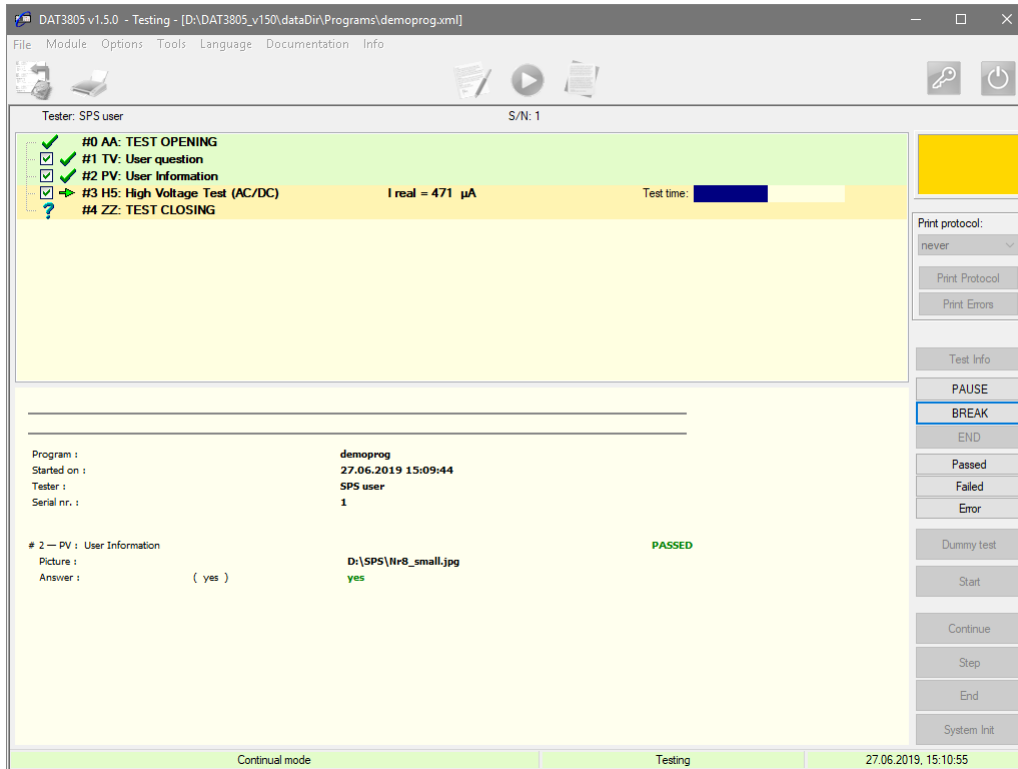 DAT3805 v1.5.0 - Testing - [D:\DAT3805_v150\dataDir\Programs\demoprog.xml]
File Module Options Tools Language Documentation Info
Tester: SPS user S/N: 1
#0 AA: TEST OPENING
#1 TV: User question
#2 PV: User Information
#3 H5: High Voltage Test (AC/DC) I real = 471 µA Test time:
#4 ZZ: TEST CLOSING
Print protocol:
never
Print Protocol
Print Errors
Test Info
PAUSE
BREAK
END
Passed
Failed
Error
Dummy test
Start
Continue
Step
End
System Init
Program : demoprog
Started on : 27.06.2019 15:09:44
Tester : SPS user
Serial nr. : 1
# 2 — PV : User Information PASSED
Picture : D:\SPS\Nr8_small.jpg
Answer : ( yes ) yes
Continual mode Testing 27.06.2019, 15:10:55